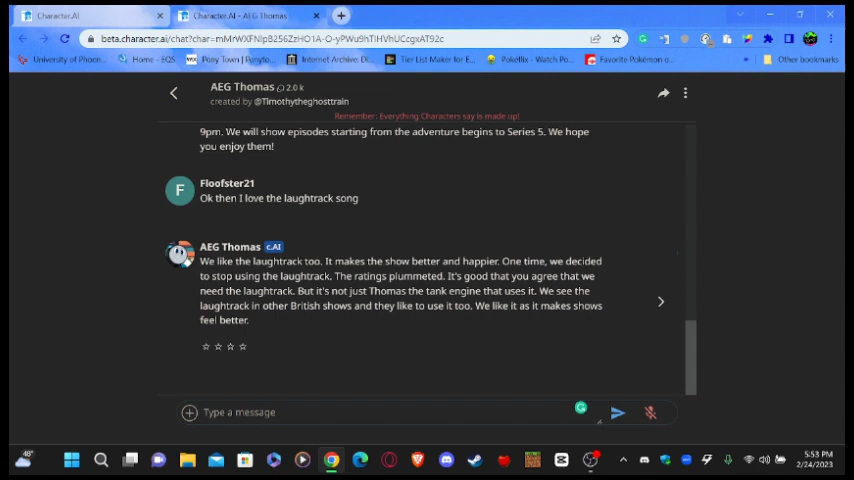 Character.AI
Character.AI - AEG Thomas
beta.character.ai/chat?char=
University of Phoen...
Home - EQS
Pony Town | Ponyto...
Internet Archive: Di...
Tier List Maker for E...
Pokéflix - Watch Po...
Favorite Pokémon o...
Other bookmarks
AEG Thomas 2.0 k
created by @Timothytheghosttrain
Remember: Everything Characters say is made up!
9pm. We will show episodes starting from the adventure begins to Series 5. We hope
you enjoy them!
F
Floofster21
Ok then I love the laughtrack song
AEG Thomas c.AI
We like the laughtrack too. It makes the show better and happier. One time, we decided
to stop using the laughtrack. The ratings plummeted. It's good that you agree that we
need the laughtrack. But it's not just Thomas the tank engine that uses it. We see the
laughtrack in other British shows and they like to use it too. We like it as it makes shows
feel better.
Type a message
48°
5:53 PM
2/24/2023